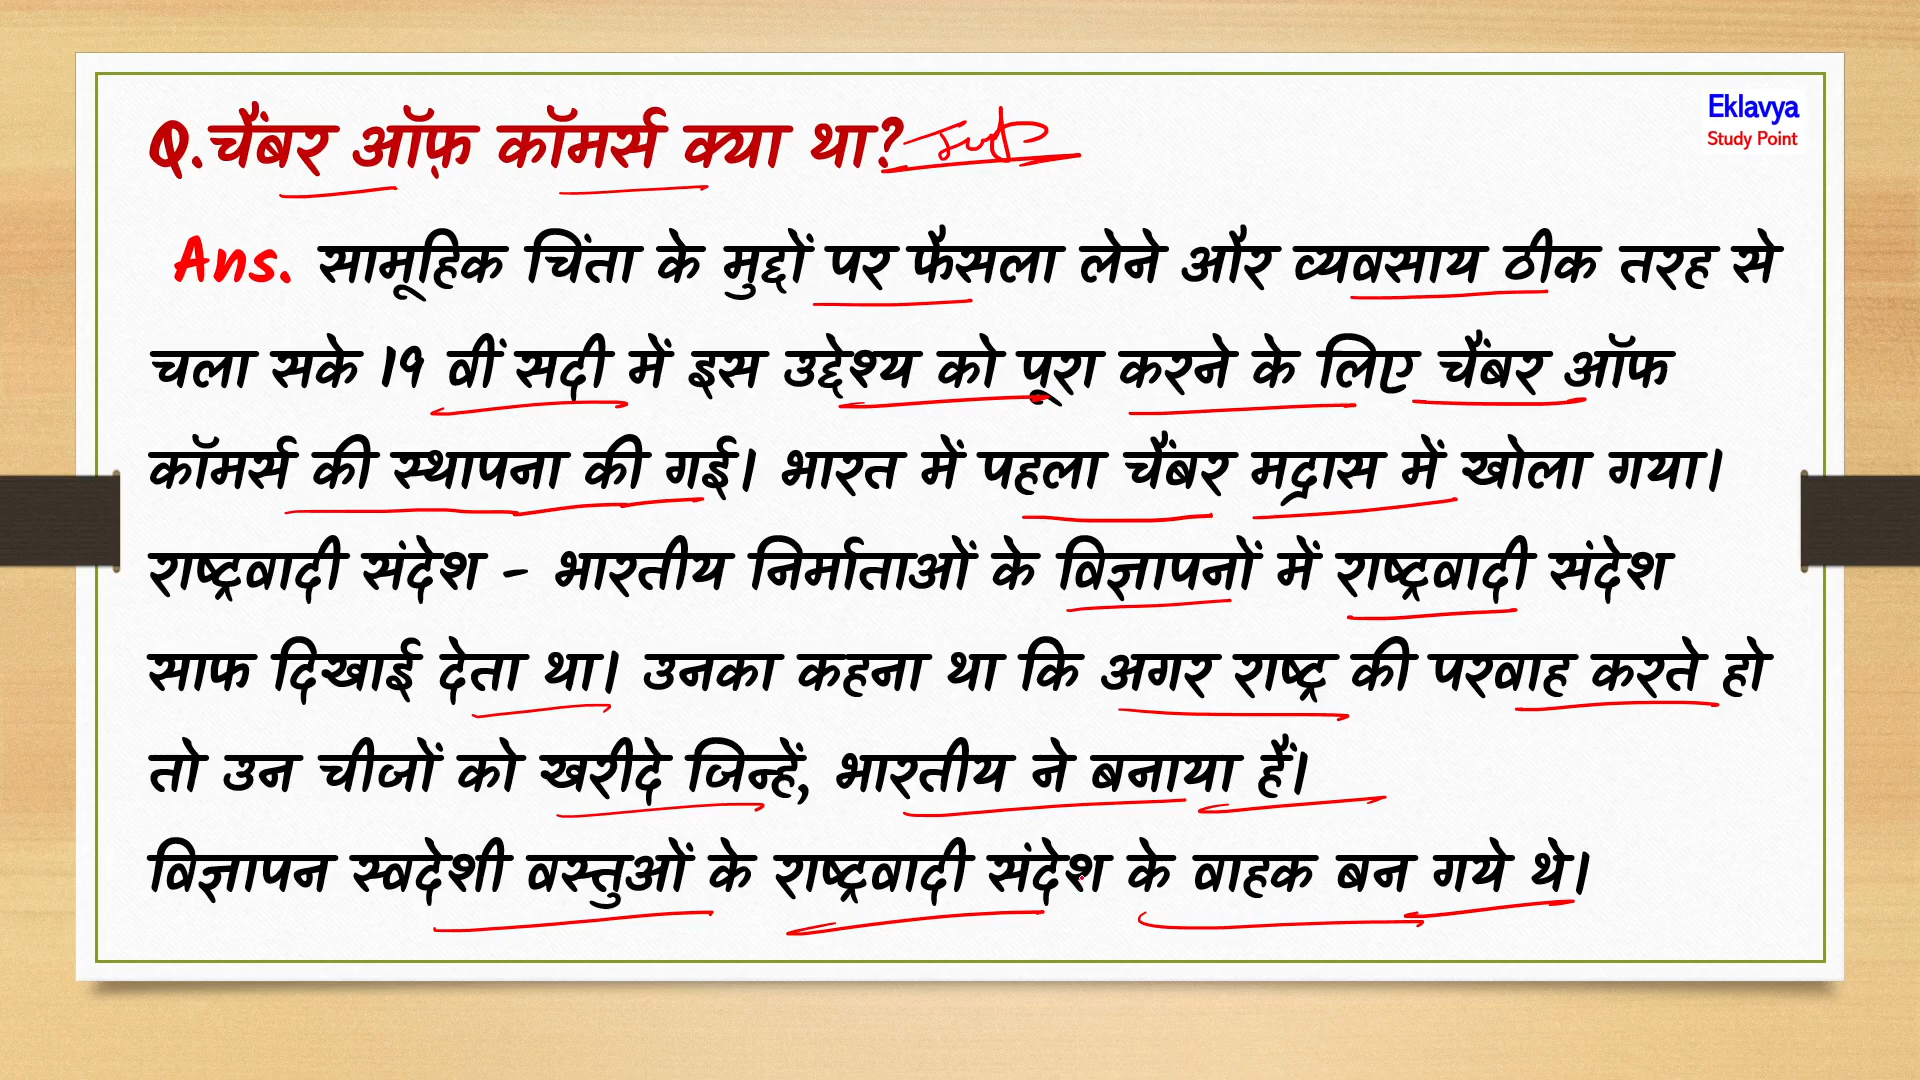 Q.चैंबर ऑफ़ कॉमर्स क्या था?
Eklavya
Study Point
Ans. सामूहिक चिंता के मुद्दों पर फैसला लेने और व्यवसाय ठीक तरह से
चला सके 19 वीं सदी में इस उद्देश्य को पूरा करने के लिए चैंबर ऑफ
कॉमर्स की स्थापना की गई। भारत में पहला चैंबर मद्रास में खोला गया।
राष्ट्रवादी संदेश - भारतीय निर्माताओं के विज्ञापनों में राष्ट्रवादी संदेश
साफ दिखाई देता था। उनका कहना था कि अगर राष्ट्र की परवाह करते हो
तो उन चीजों को खरीदे जिन्हें, भारतीय ने बनाया हैं।
विज्ञापन स्वदेशी वस्तुओं के राष्ट्रवादी संदेश के वाहक बन गये थे।